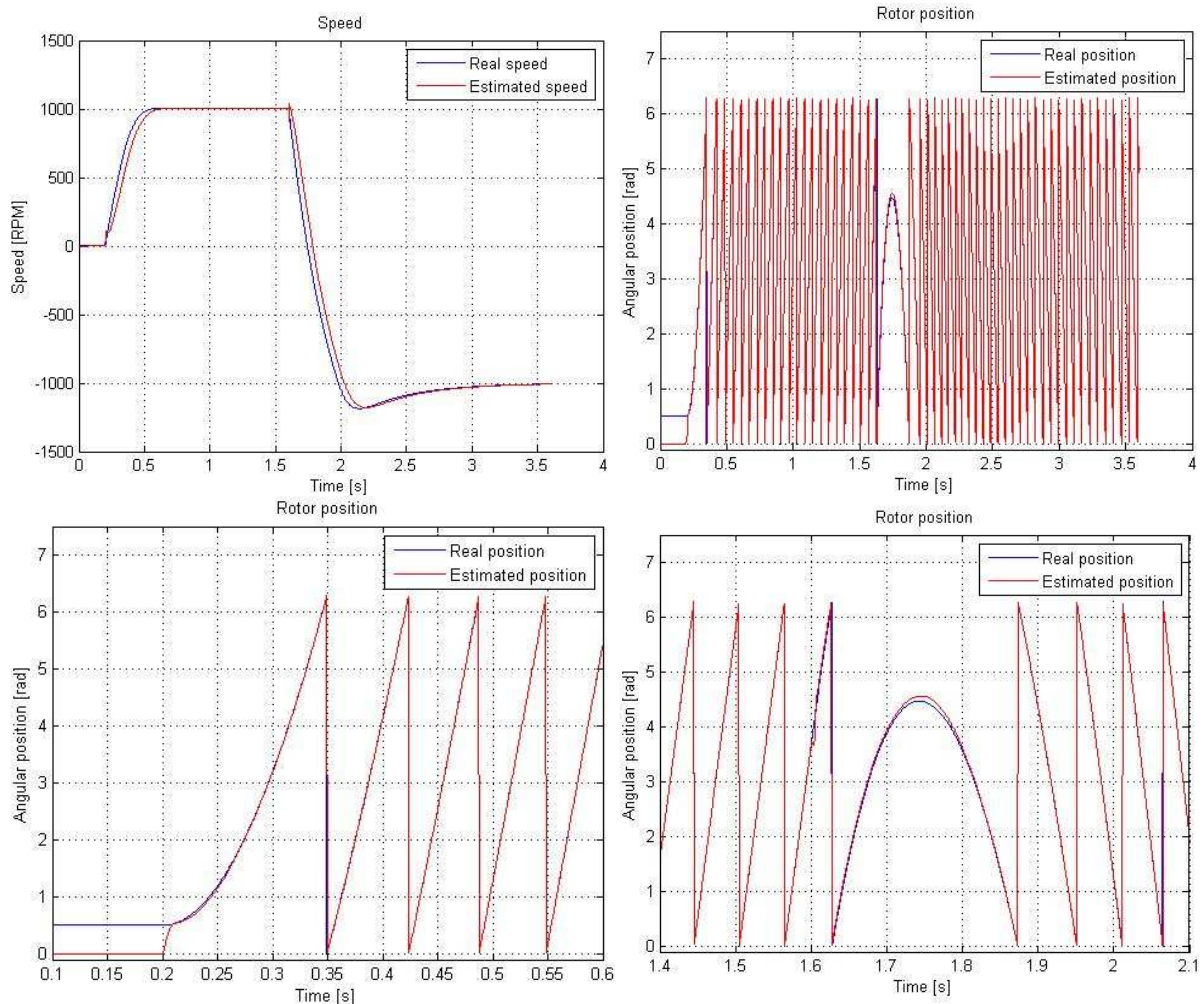 Speed
1500
1000
500
0
-500
-1000
-1500
Speed [RPM]
Real speed
Estimated speed
0 0.5 1 1.5 2 2.5 3 3.5 4
Time [s]
Rotor position
7
6
5
4
3
2
1
0
Angular position [rad]
Real position
Estimated position
0 0.5 1 1.5 2 2.5 3 3.5 4
Time [s]
Rotor position
7
6
5
4
3
2
1
0
Angular position [rad]
Real position
Estimated position
0.1 0.15 0.2 0.25 0.3 0.35 0.4 0.45 0.5 0.55 0.6
Time [s]
Rotor position
7
6
5
4
3
2
1
0
Angular position [rad]
Real position
Estimated position
1.4 1.5 1.6 1.7 1.8 1.9 2 2.1
Time [s]